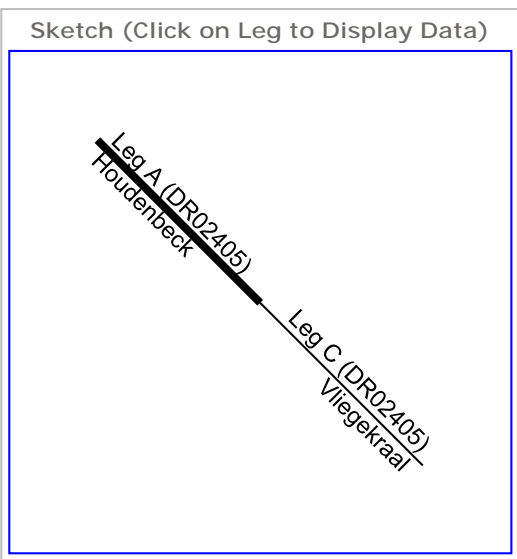 Sketch (Click on Leg to Display Data)
Leg A (DR02405)
Houdenbeck
Leg C (DR02405)
Vliegekraal